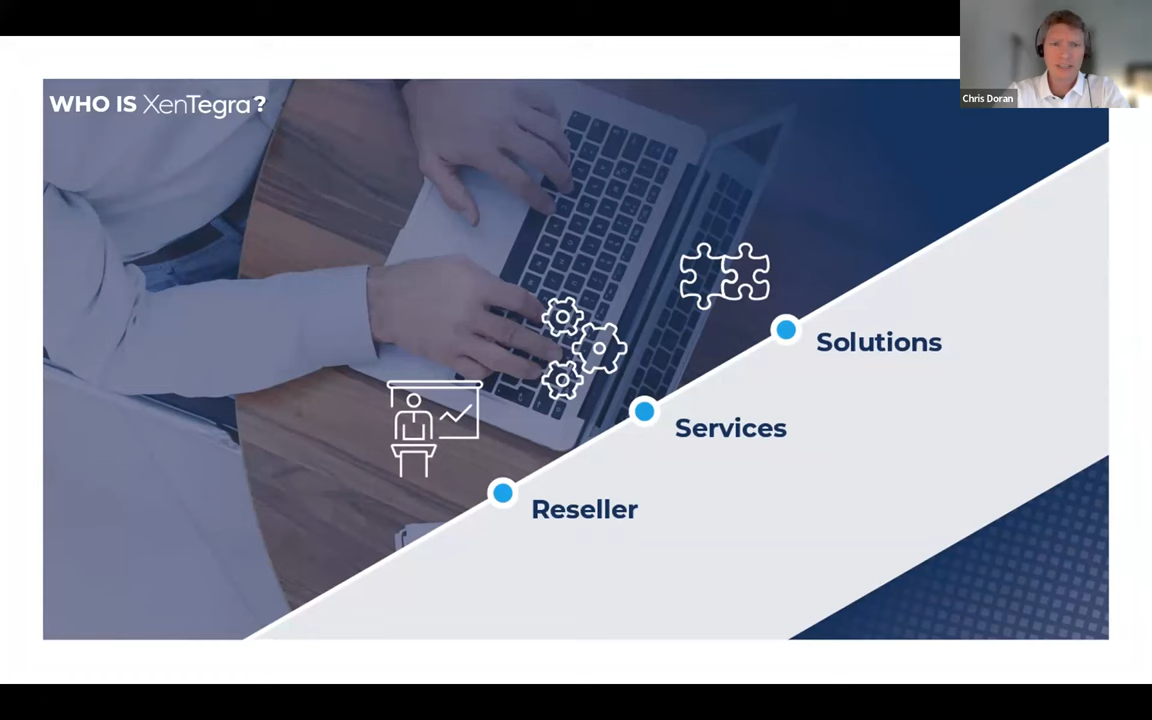 WHO IS XenTegra?
Chris Doran
Solutions
Services
Reseller